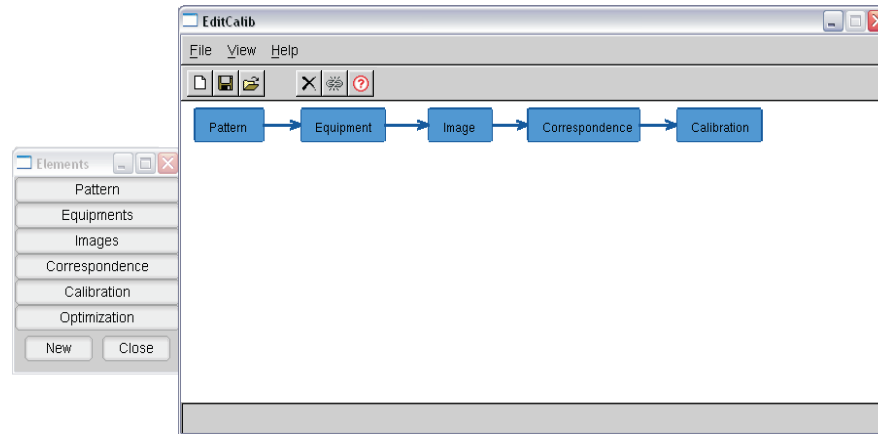 EditCalib
File View Help
Pattern Equipment Image Correspondence Calibration
Elements
Pattern
Equipments
Images
Correspondence
Calibration
Optimization
New Close